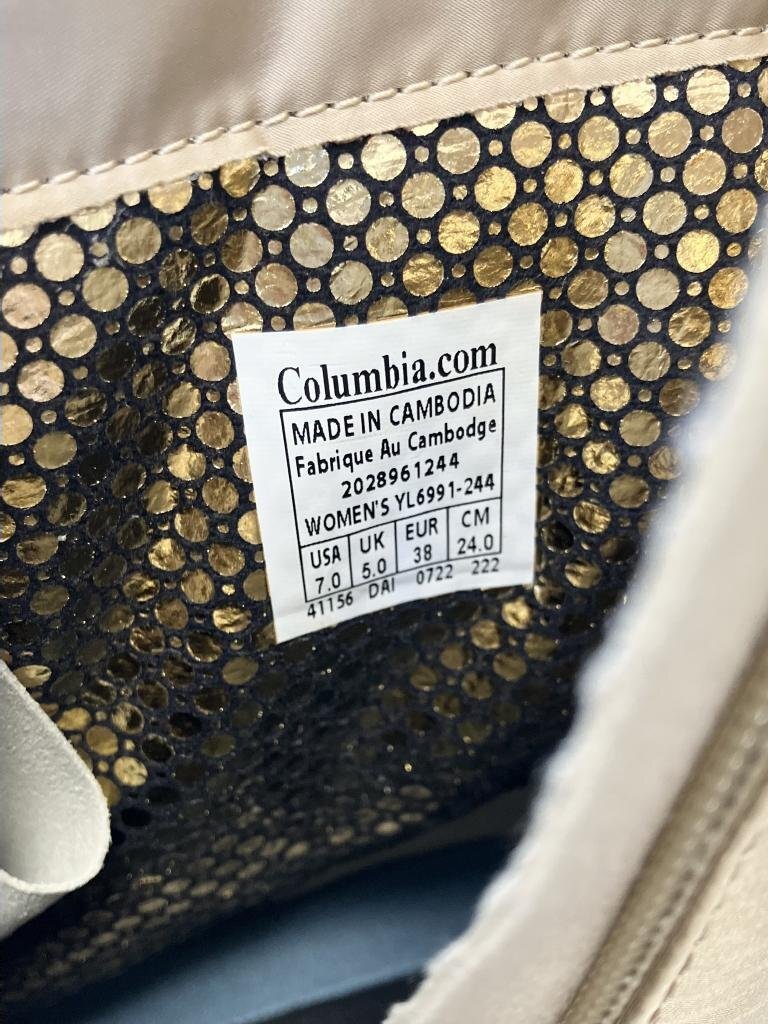 Columbia.com
MADE IN CAMBODIA
Fabrique Au Cambodge
2028961244
WOMEN'S YL6991-244
USA UK EUR CM
7.0 5.0 38 24.0
41156 DAI 0722 222